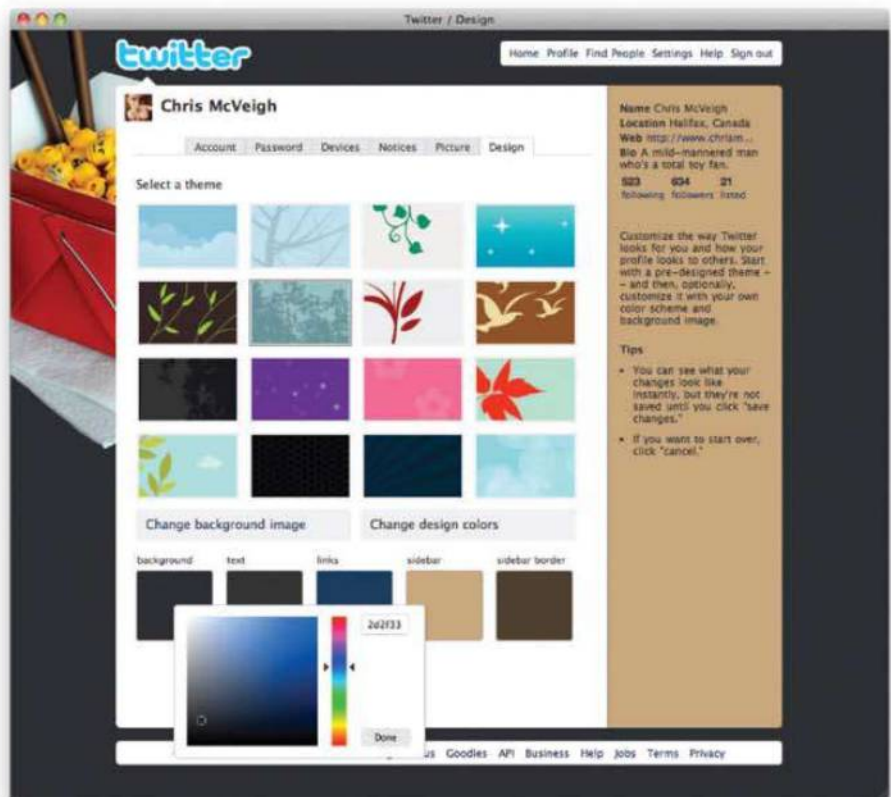 Twitter / Design
twitter
Home Profile Find People Settings Help Sign out
Chris McVeigh
Account Password Devices Notices Picture Design
Select a theme
Change background image
Change design colors
background text links sidebar sidebar border
2d2f33
Done
us Goodies API Business Help Jobs Terms Privacy
Name Chris McVeigh
Location Halifax, Canada
Web http://www.chrism...
Bio A mild-mannered man
who's a total toy fan.
523 634 21
following followers listed
Customize the way Twitter
looks for you and how your
profile looks to others. Start
with a pre-designed theme -
- and then, optionally,
customize it with your own
color scheme and
background image.
Tips
• You can see what your
changes look like
instantly, but they're not
saved until you click "save
changes."
• If you want to start over,
click "cancel."